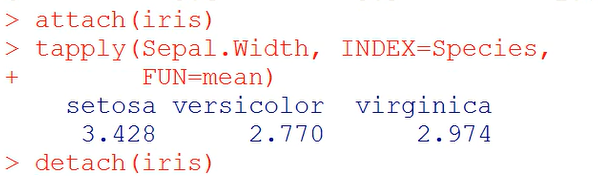 > attach(iris)
> tapply(Sepal.Width, INDEX=Species,
+ FUN=mean)
setosa versicolor virginica
3.428 2.770 2.974
> detach(iris)